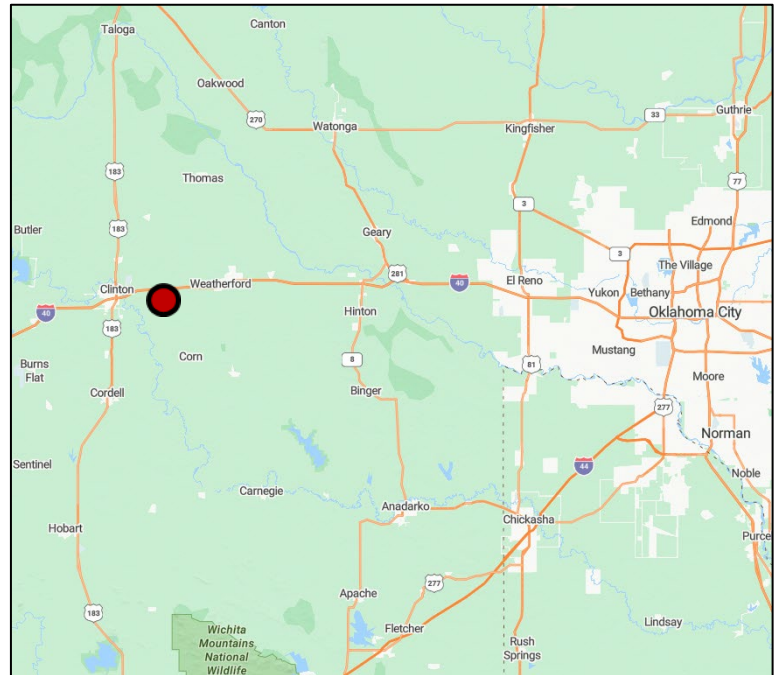 Taloga
Canton
Oakwood
270
Watonga
Kingfisher
33
Guthrie
183
Thomas
77
3
183
Butler
Geary
Edmond
3
The Village
281
Clinton
Weatherford
40
El Reno
Yukon
Bethany
40
Hinton
Oklahoma City
183
Corn
Mustang
Burns
Flat
8
81
Moore
Cordell
Binger
277
Norman
Sentinel
44
Noble
Carnegie
Anadarko
Chickasha
Hobart
Purce
277
Apache
183
Fletcher
Lindsay
Wichita
Mountains
National
Wildlife
Rush
Springs